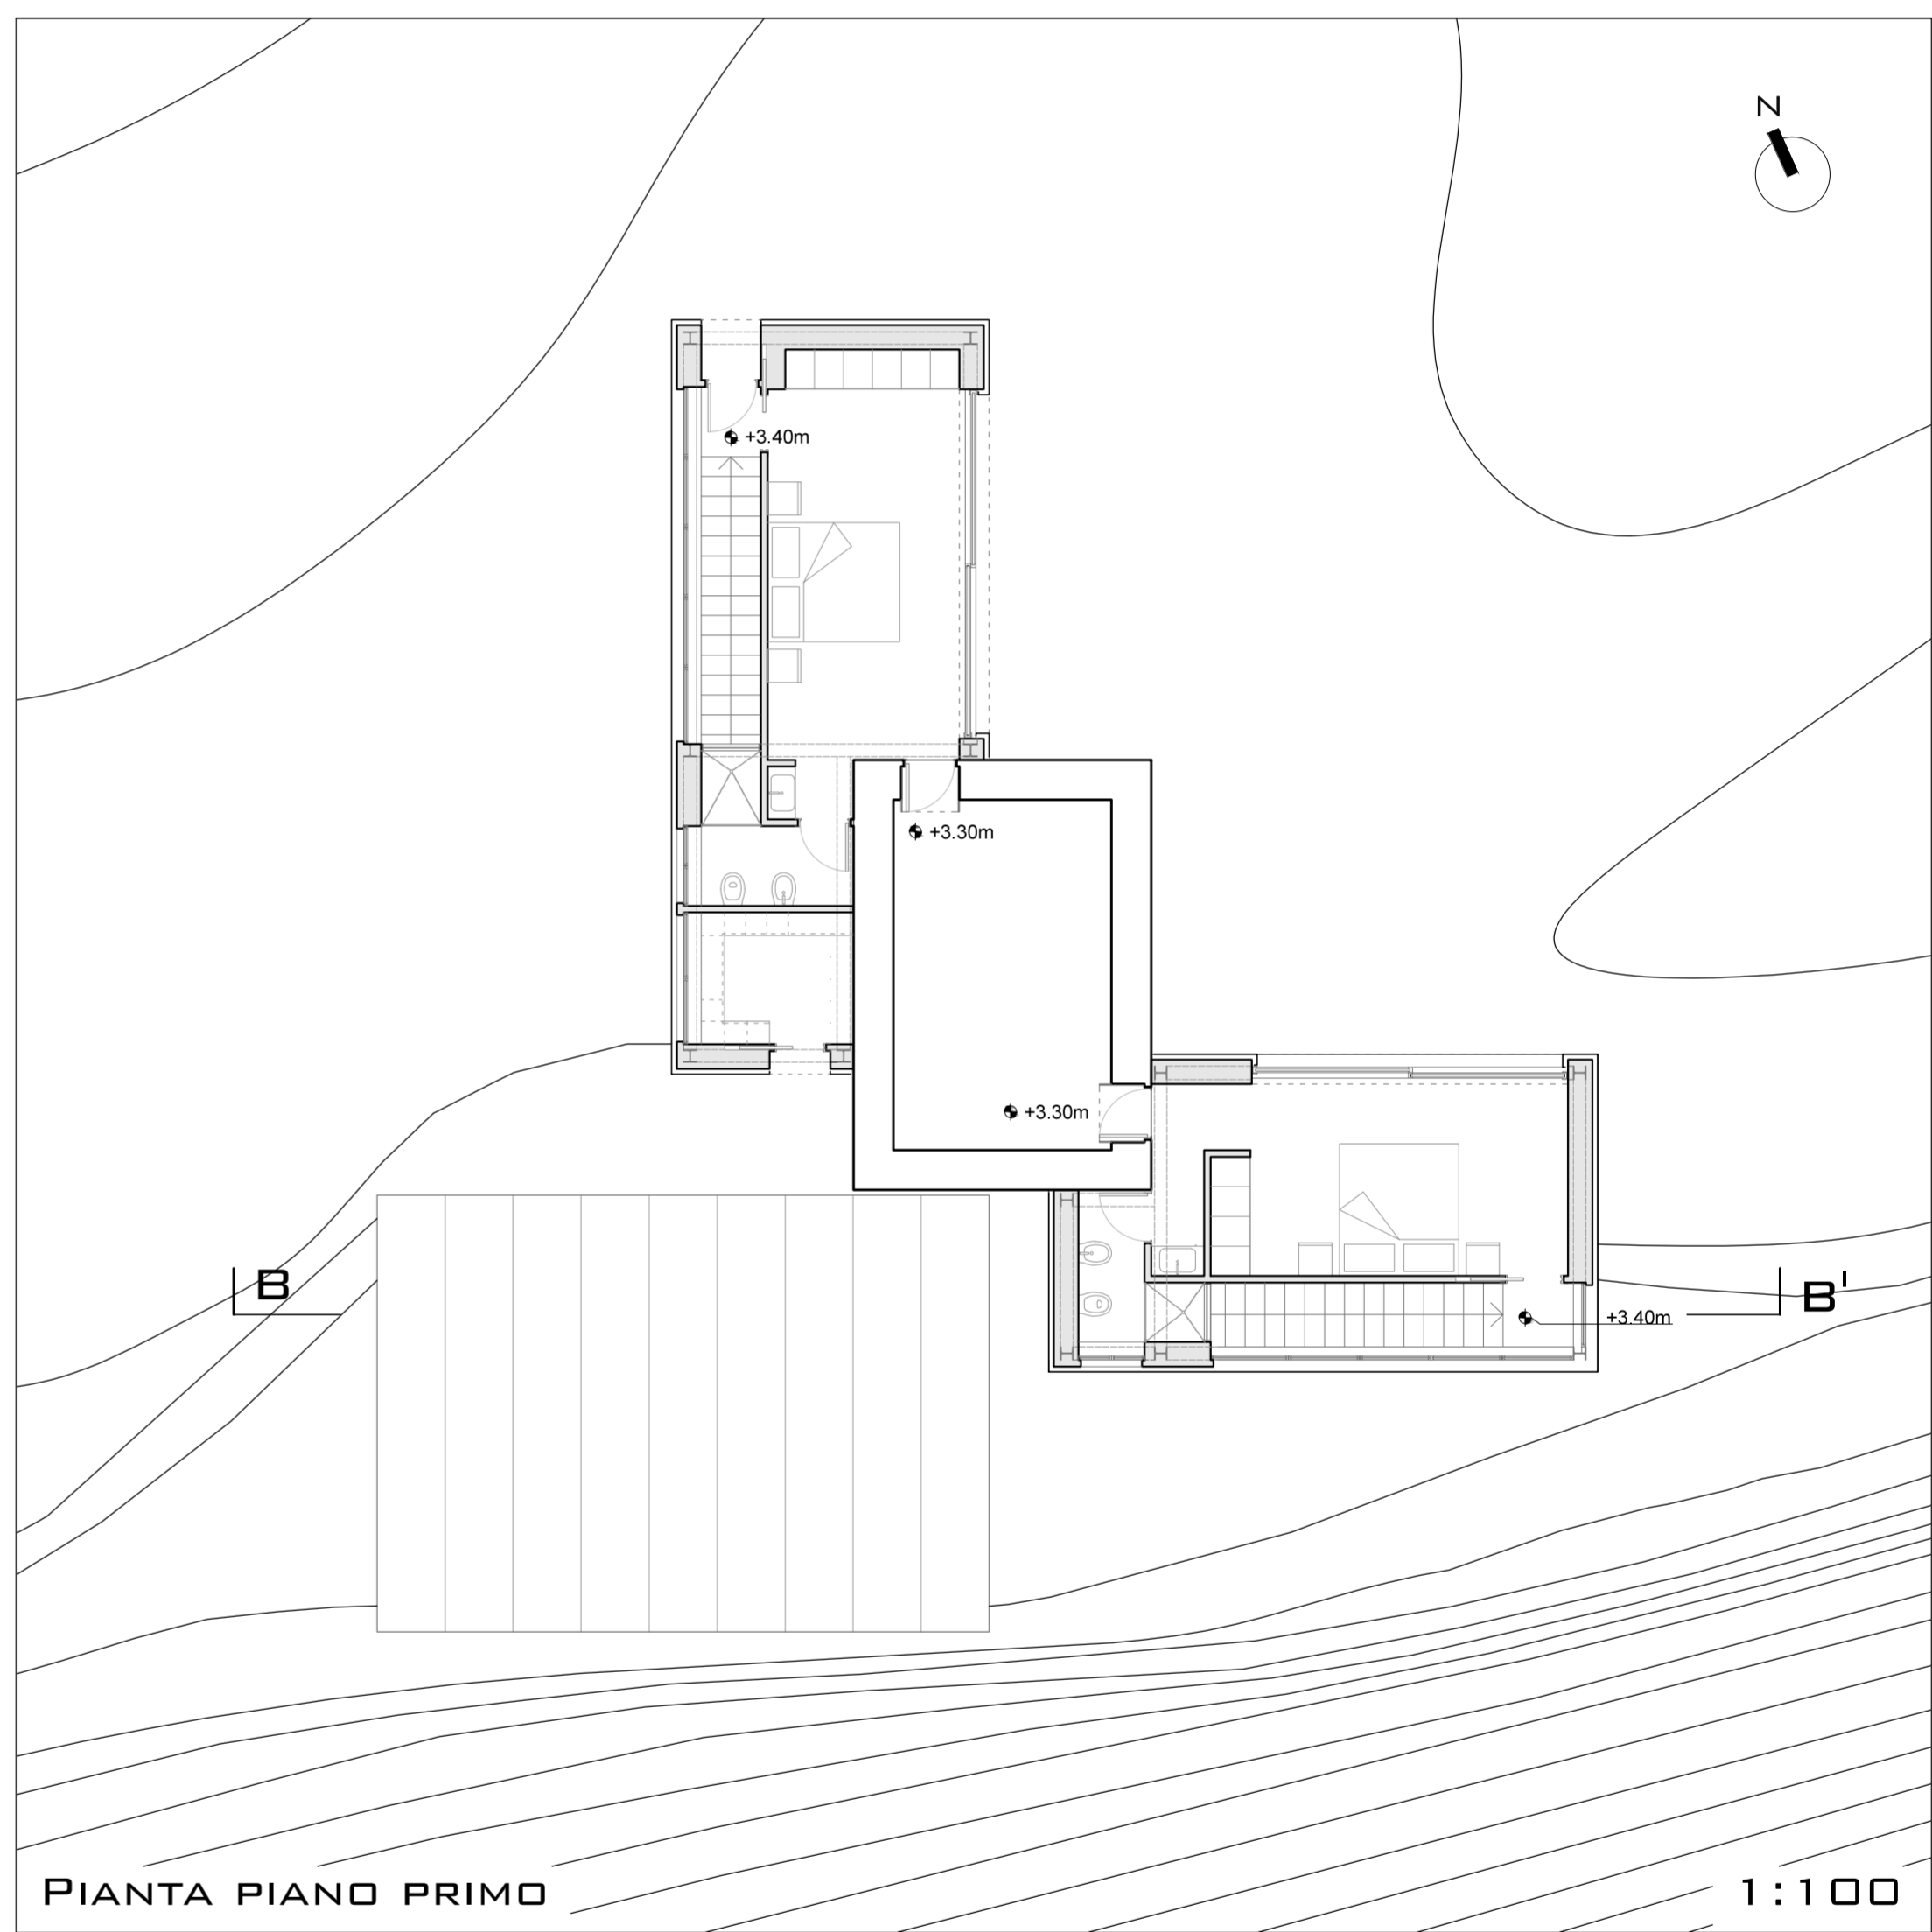 N
+3.40m
+3.30m
+3.30m
B
B'
+3.40m
PIANTA PIANO PRIMO
1:100